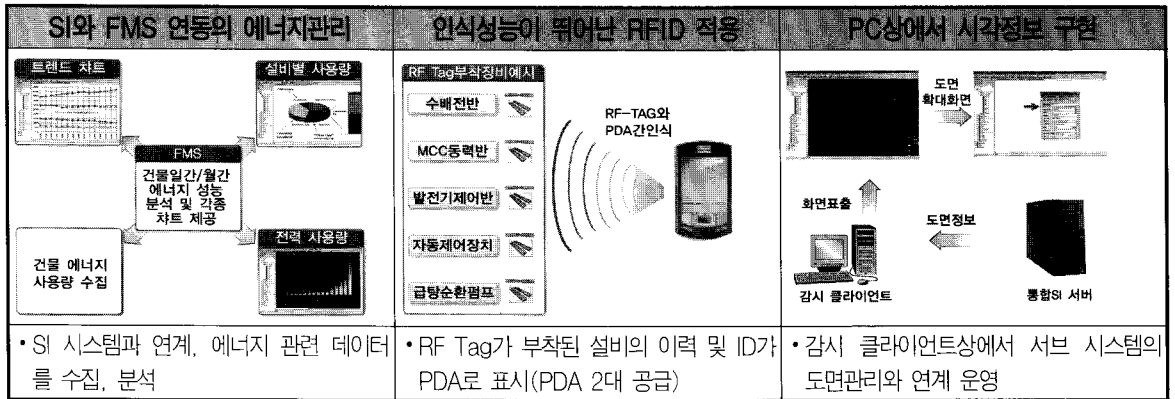 SI와 FMS 연동의 에너지관리
트렌드 차트
설비별 사용량
FMS
건물일간/월간
에너지 성능
분석 및 각종
차트 제공
건물 에너지
사용량 수집
전력 사용량
• SI 시스템과 연계, 에너지 관련 데이터
를 수집, 분석
인식성능이 뛰어난 RFID 적용
RF Tag부착장비예시
수배전반
MCC동력반
발전기제어반
자동제어장치
급탕순환펌프
RF-TAG와
PDA간인식
• RF Tag가 부착된 설비의 이력 및 ID가
PDA로 표시(PDA 2대 공급)
PC상에서 시각정보 구현
도면
확대화면
화면표출
도면정보
감시 클라이언트
통합SI 서버
• 감시 클라이언트상에서 서브 시스템의
도면관리와 연계 운영